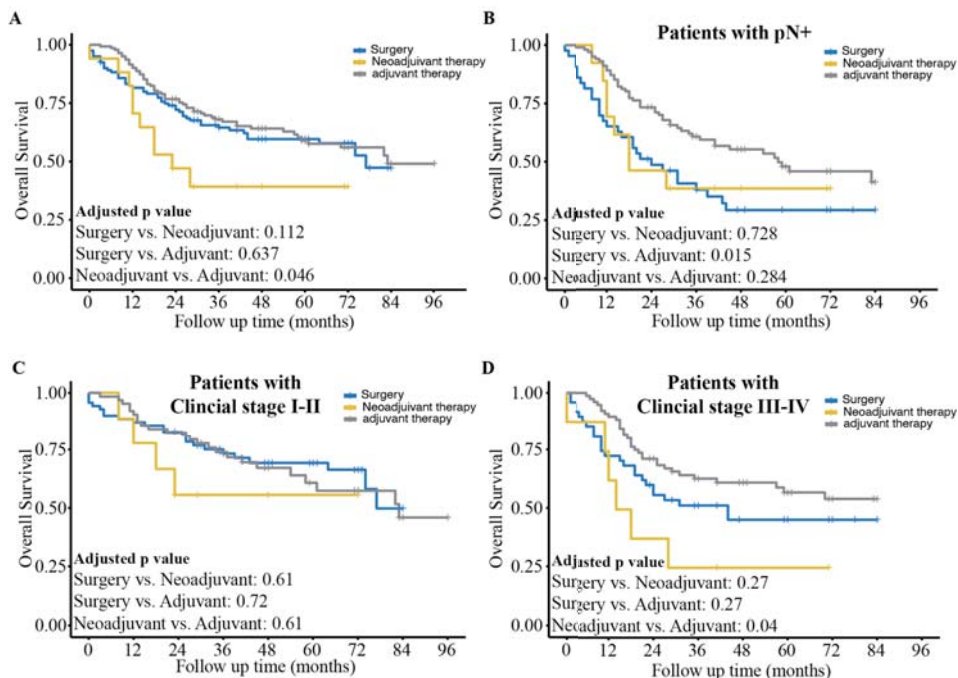 A
1.00
0.75
0.50
0.25
0.00
Overall Survival
Surgery
Neoadjuivant therapy
adjuvant therapy
Adjusted p value
Surgery vs. Neoadjuvant: 0.112
Surgery vs. Adjuvant: 0.637
Neoadjuvant vs. Adjuvant: 0.046
0 12 24 36 48 60 72 84 96
Follow up time (months)
B
Patients with pN+
1.00
0.75
0.50
0.25
0.00
Overall Survival
Surgery
Neoadjuivant therapy
adjuvant therapy
Adjusted p value
Surgery vs. Neoadjuvant: 0.728
Surgery vs. Adjuvant: 0.015
Neoadjuvant vs. Adjuvant: 0.284
0 12 24 36 48 60 72 84 96
Follow up time (months)
C
Patients with
Clincial stage I-II
1.00
0.75
0.50
0.25
0.00
Overall Survival
Surgery
Neoadjuivant therapy
adjuvant therapy
Adjusted p value
Surgery vs. Neoadjuvant: 0.61
Surgery vs. Adjuvant: 0.72
Neoadjuvant vs. Adjuvant: 0.61
0 12 24 36 48 60 72 84 96
Follow up time (months)
D
Patients with
Clincial stage III-IV
1.00
0.75
0.50
0.25
0.00
Overall Survival
Surgery
Neoadjuivant therapy
adjuvant therapy
Adjusted p value
Surgery vs. Neoadjuvant: 0.27
Surgery vs. Adjuvant: 0.27
Neoadjuvant vs. Adjuvant: 0.04
0 12 24 36 48 60 72 84 96
Follow up time (months)